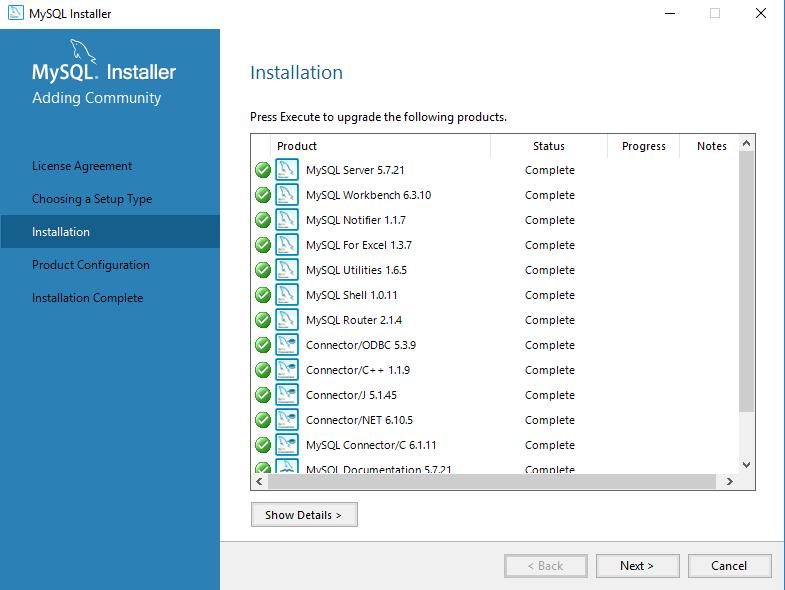 MySQL Installer
MySQL. Installer
Adding Community
License Agreement
Choosing a Setup Type
Installation
Product Configuration
Installation Complete
Installation
Press Execute to upgrade the following products.
Product Status Progress Notes
MySQL Server 5.7.21 Complete
MySQL Workbench 6.3.10 Complete
MySQL Notifier 1.1.7 Complete
MySQL For Excel 1.3.7 Complete
MySQL Utilities 1.6.5 Complete
MySQL Shell 1.0.11 Complete
MySQL Router 2.1.4 Complete
Connector/ODBC 5.3.9 Complete
Connector/C++ 1.1.9 Complete
Connector/J 5.1.45 Complete
Connector/NET 6.10.5 Complete
MySQL Connector/C 6.1.11 Complete
MySQL Documentation 5.7.21 Complete
Show Details >
< Back Next > Cancel